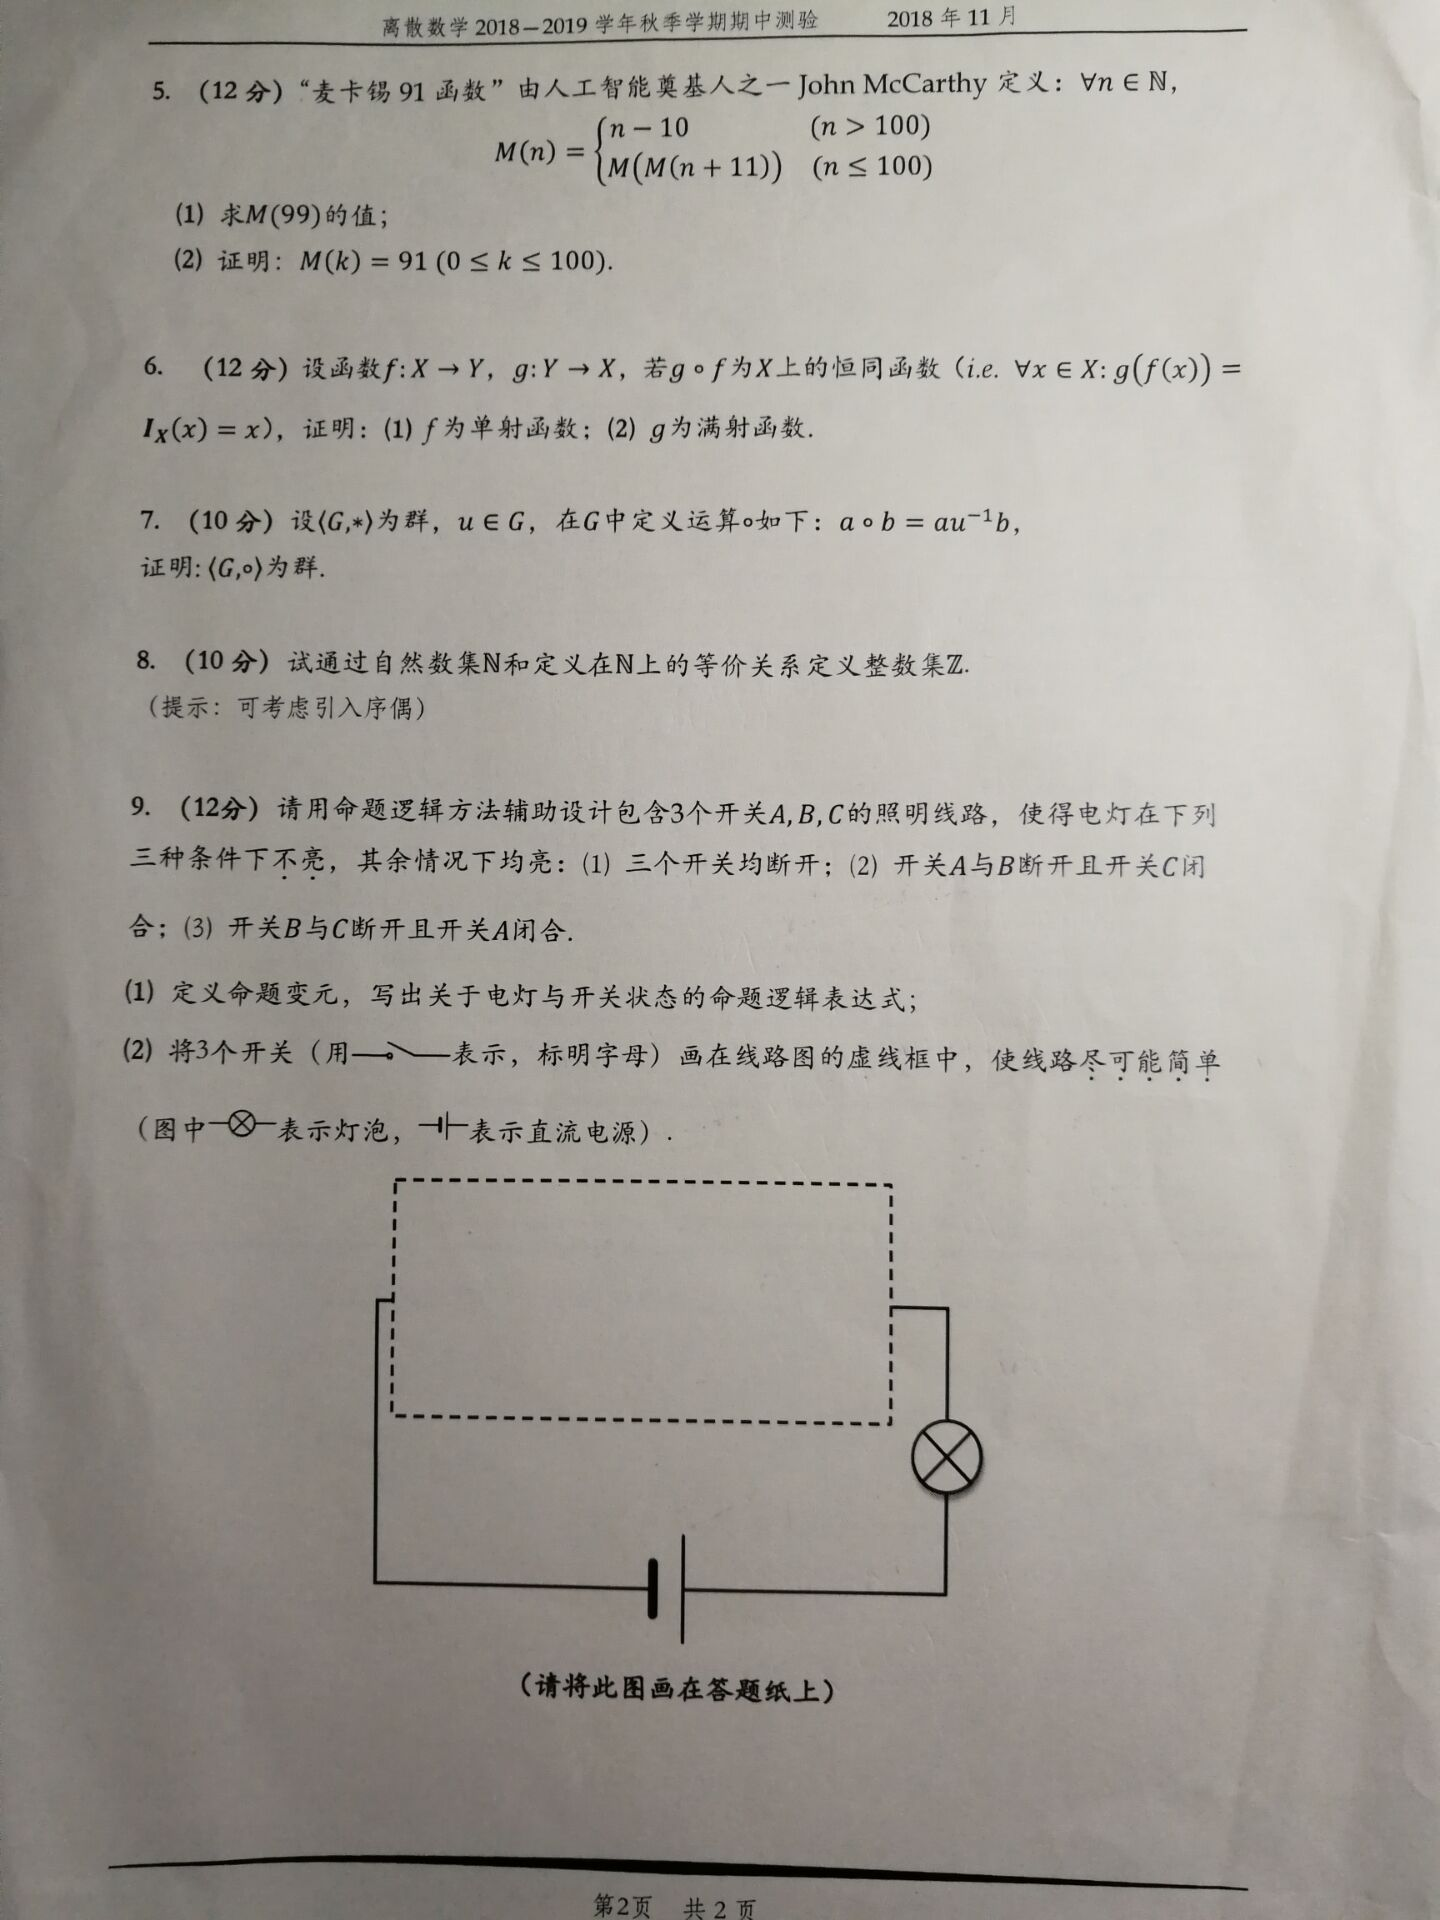 离散数学 2018—2019 学年秋季学期期中测验 2018 年 11 月
5. (12 分)“麦卡锡 91 函数”由人工智能奠基人之一 John McCarthy 定义：∀n ∈ ℕ,
M(n) = {n − 10 (n > 100)
M(M(n + 11)) (n ≤ 100)
(1) 求M(99)的值；
(2) 证明：M(k) = 91 (0 ≤ k ≤ 100).
6. (12 分) 设函数f: X → Y，g: Y → X，若g ∘ f为X上的恒同函数（i.e. ∀x ∈ X: g(f(x)) =
I_X(x) = x），证明：(1) f为单射函数；(2) g为满射函数.
7. (10 分) 设⟨G,∗⟩为群，u ∈ G，在G中定义运算∘如下：a ∘ b = au⁻¹b,
证明: ⟨G,∘⟩为群.
8. (10 分) 试通过自然数集ℕ和定义在ℕ上的等价关系定义整数集ℤ.
（提示：可考虑引入序偶）
9. (12分) 请用命题逻辑方法辅助设计包含3个开关A, B, C的照明线路，使得电灯在下列
三种条件下不亮，其余情况下均亮：(1) 三个开关均断开；(2) 开关A与B断开且开关C闭
合；(3) 开关B与C断开且开关A闭合.
(1) 定义命题变元，写出关于电灯与开关状态的命题逻辑表达式；
(2) 将3个开关（用表示，标明字母）画在线路图的虚线框中，使线路尽可能简单
（图中表示灯泡，表示直流电源）.
（请将此图画在答题纸上）
第2页 共 2 页